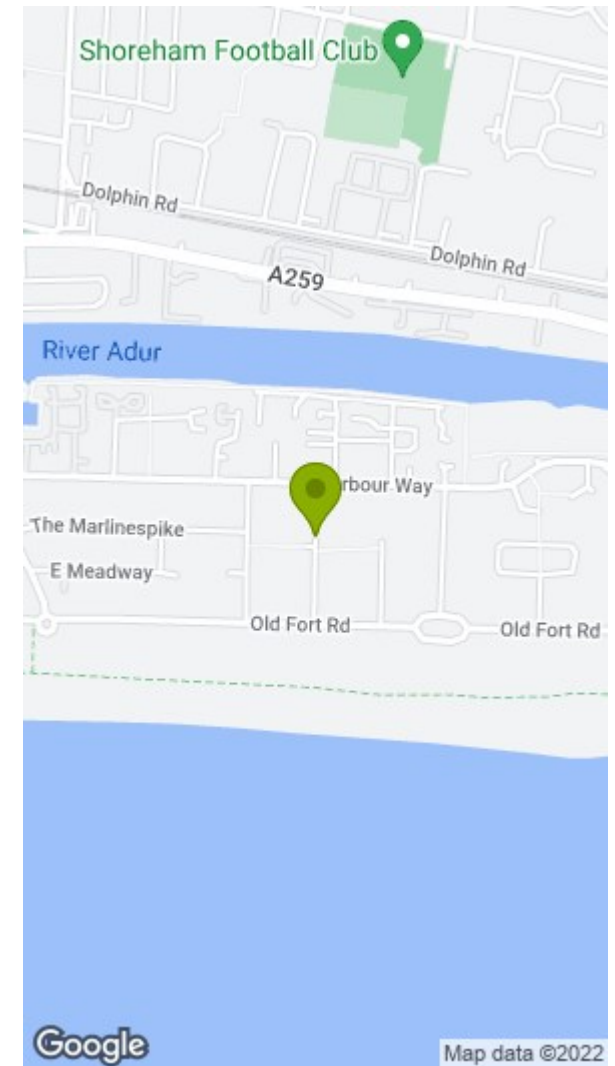 Shoreham Football Club
Dolphin Rd
Dolphin Rd
A259
River Adur
rbour Way
The Marlinespike
E Meadway
Old Fort Rd
Old Fort Rd
Google
Map data ©2022